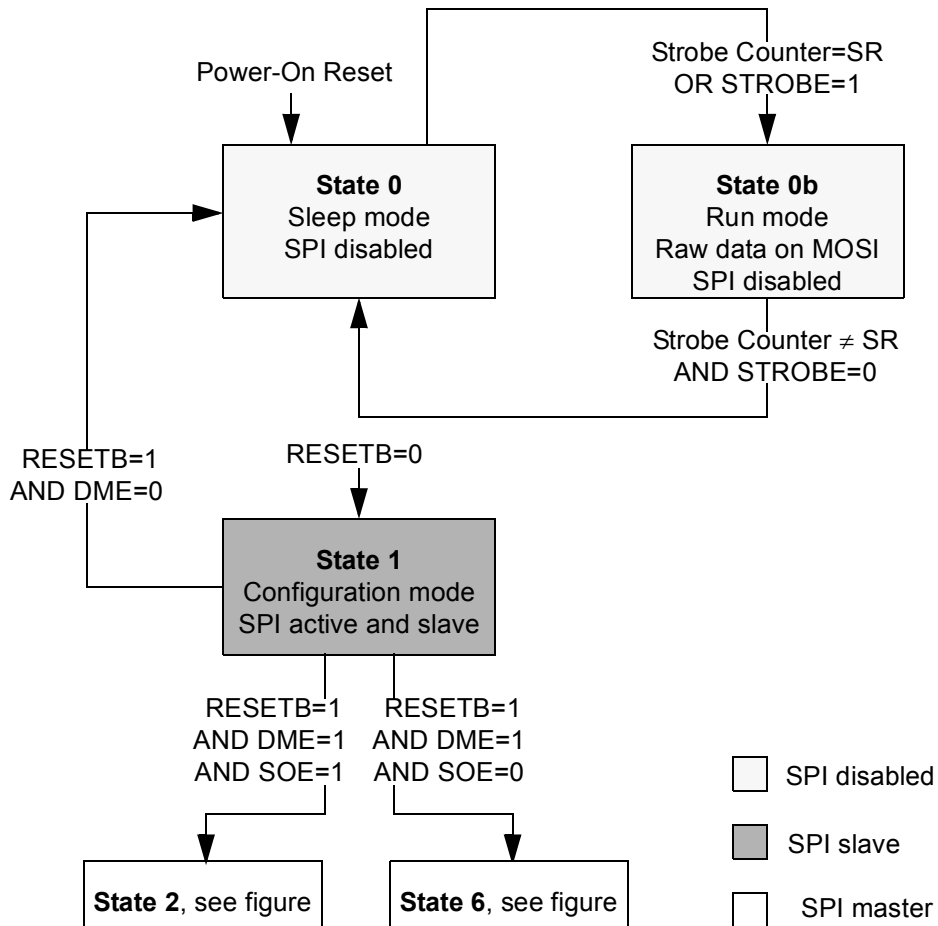 Strobe Counter=SR
OR STROBE=1
Power-On Reset
State 0
Sleep mode
SPI disabled
State 0b
Run mode
Raw data on MOSI
SPI disabled
Strobe Counter ≠ SR
AND STROBE=0
RESETB=1
AND DME=0
RESETB=0
State 1
Configuration mode
SPI active and slave
RESETB=1
AND DME=1
AND SOE=1
RESETB=1
AND DME=1
AND SOE=0
State 2, see figure
State 6, see figure
SPI disabled
SPI slave
SPI master